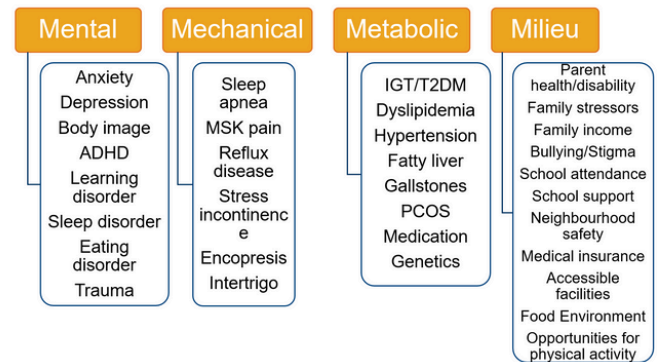 Mental
Anxiety
Depression
Body image
ADHD
Learning
disorder
Sleep disorder
Eating
disorder
Trauma
Mechanical
Sleep
apnea
MSK pain
Reflux
disease
Stress
incontinenc
e
Encopresis
Intertrigo
Metabolic
IGT/T2DM
Dyslipidemia
Hypertension
Fatty liver
Gallstones
PCOS
Medication
Genetics
Milieu
Parent
health/disability
Family stressors
Family income
Bullying/Stigma
School attendance
School support
Neighbourhood
safety
Medical insurance
Accessible
facilities
Food Environment
Opportunities for
physical activity